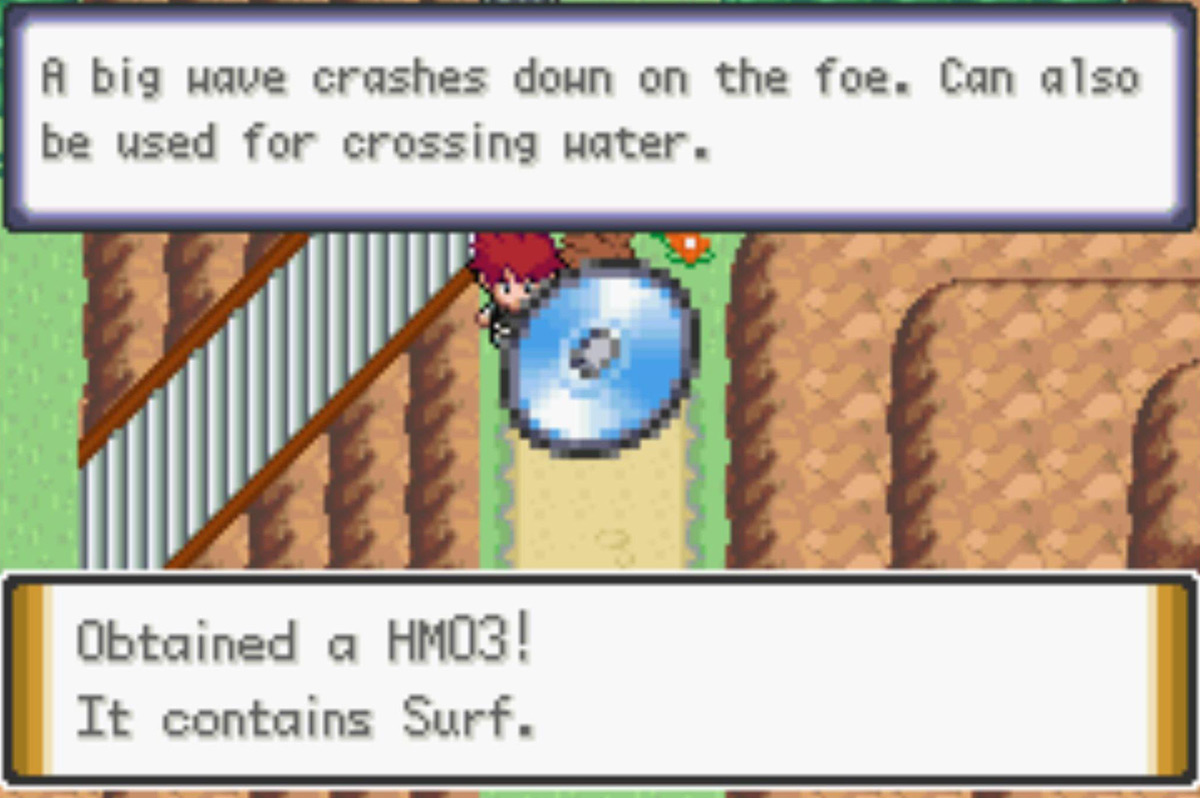 A big wave crashes down on the foe. Can also
be used for crossing water.
Obtained a HM03!
It contains Surf.